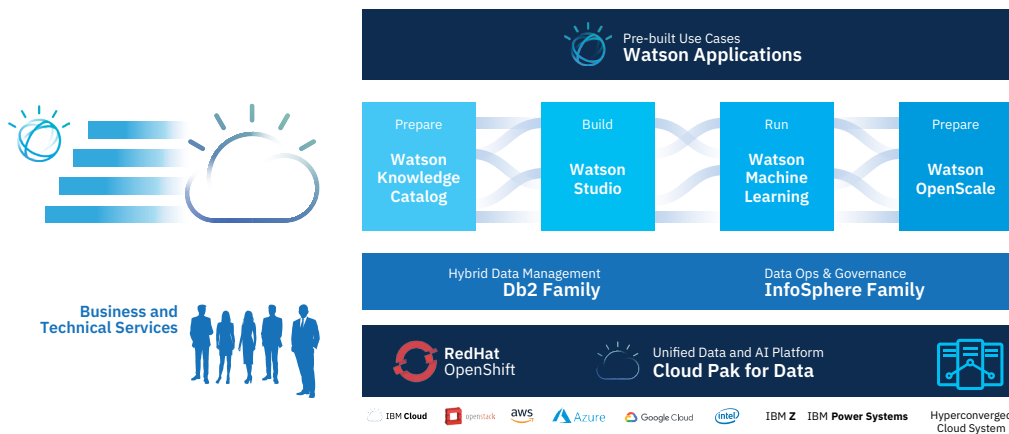 Pre-built Use Cases
Watson Applications
Prepare
Watson
Knowledge
Catalog
Build
Watson
Studio
Run
Watson
Machine
Learning
Prepare
Watson
OpenScale
Hybrid Data Management
Db2 Family
Data Ops & Governance
InfoSphere Family
Business and
Technical Services
RedHat
OpenShift
Unified Data and AI Platform
Cloud Pak for Data
IBM Cloud
openstack
aws
Azure
Google Cloud
intel
IBM Z
IBM Power Systems
Hyperconverged
Cloud System